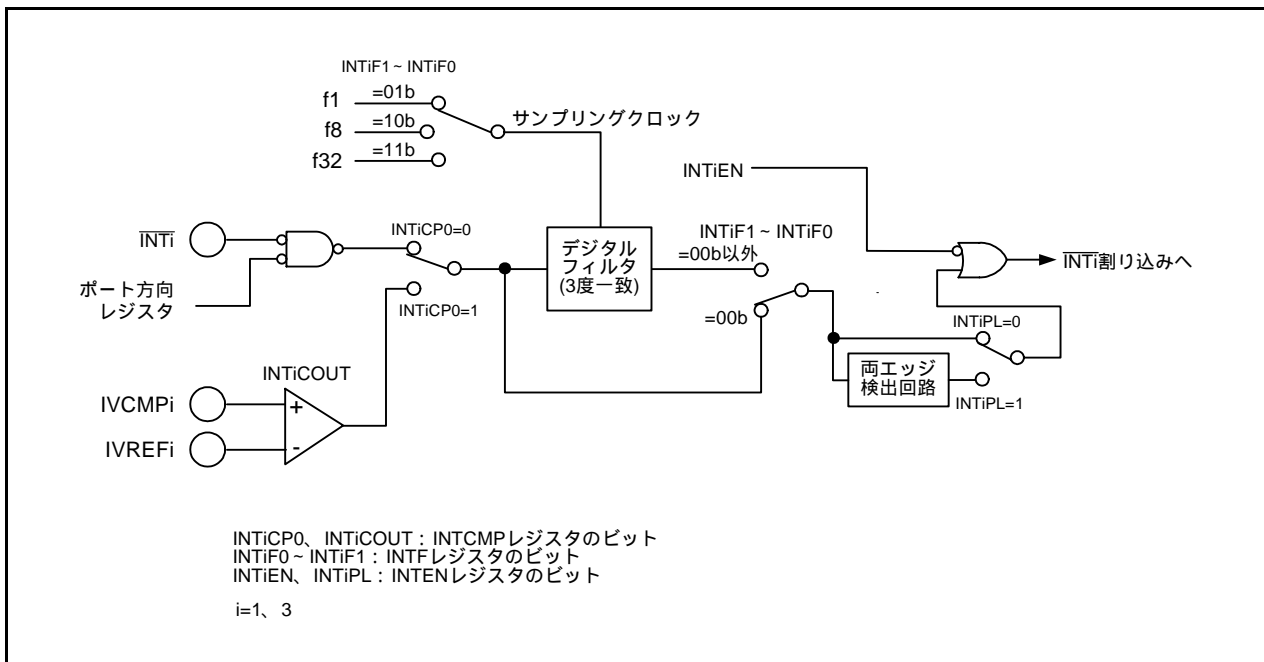 INTiF1 ~ INTiF0
f1
=01b
f8
=10b
f32
=11b
サンプリングクロック
INTiEN
INTi
ポート方向
レジスタ
INTiCP0=0
INTiCP0=1
デジタル
フィルタ
(3度一致)
INTiF1 ~ INTiF0
=00b以外
=00b
INTi割り込みへ
INTiPL=0
両エッジ
検出回路
INTiPL=1
INTiCOUT
IVCMPi
+
IVREFi
-
INTiCP0、INTiCOUT : INTCMPレジスタのビット
INTiF0 ~ INTiF1 : INTFレジスタのビット
INTiEN、INTiPL : INTENレジスタのビット
i=1、3